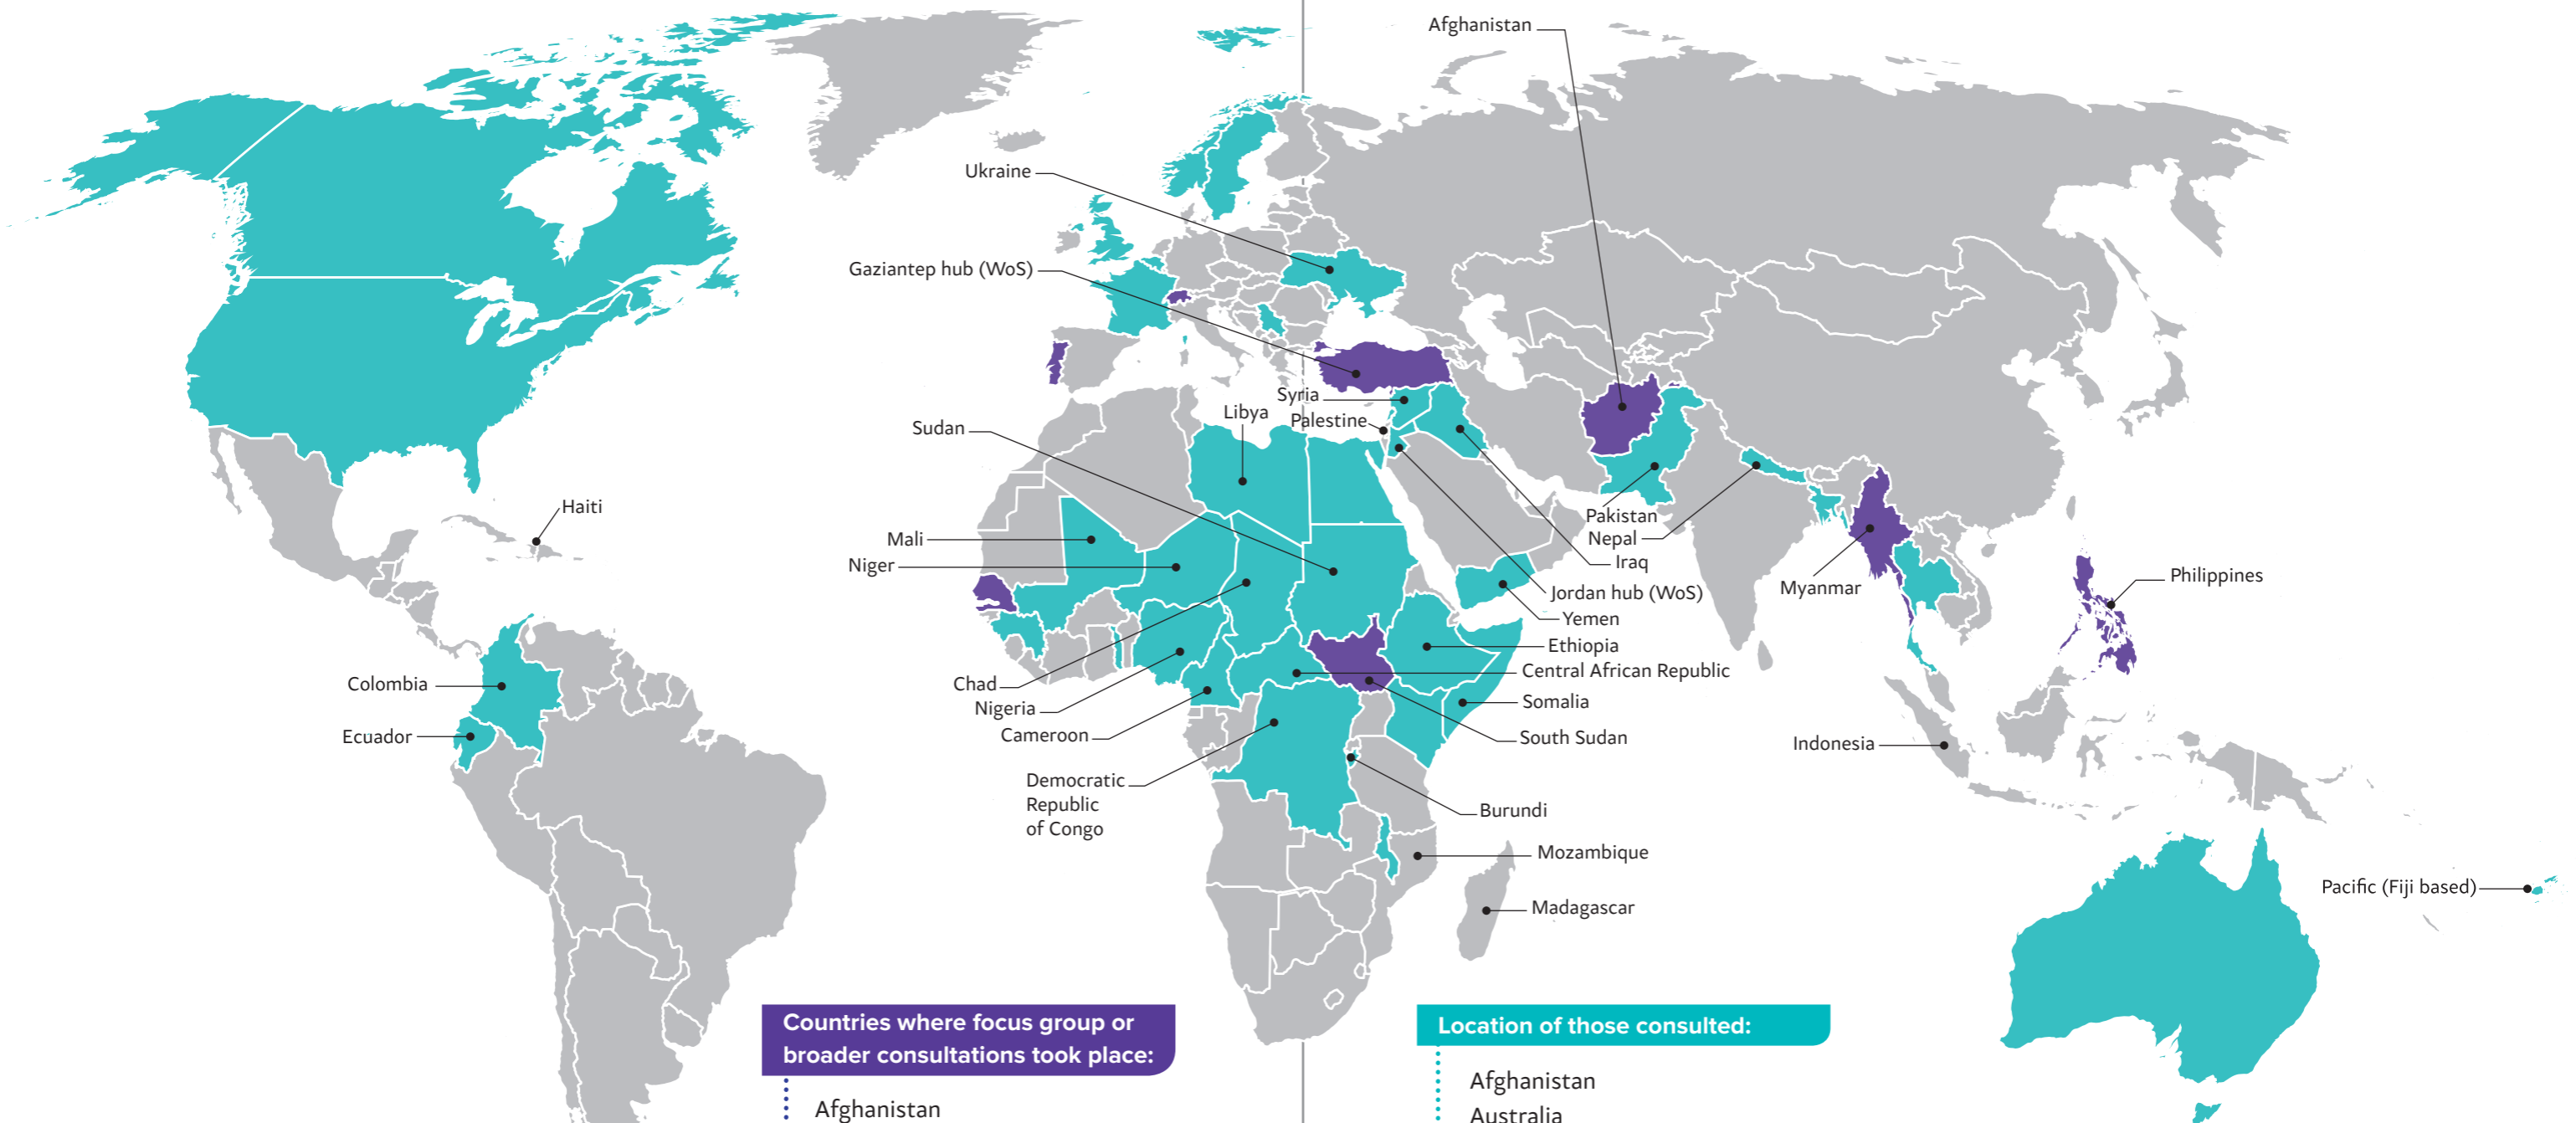 Afghanistan
Ukraine
Gaziantep hub (WoS)
Syria
Libya
Palestine
Sudan
Haiti
Pakistan
Mali
Nepal
Niger
Iraq
Philippines
Myanmar
Jordan hub (WoS)
Yemen
Ethiopia
Central African Republic
Colombia
Chad
Somalia
Nigeria
Ecuador
Cameroon
South Sudan
Indonesia
Democratic
Republic
of Congo
Burundi
Mozambique
Pacific (Fiji based)
Madagascar
Countries where focus group or
broader consultations took place:
Afghanistan
Location of those consulted:
Afghanistan
Australia